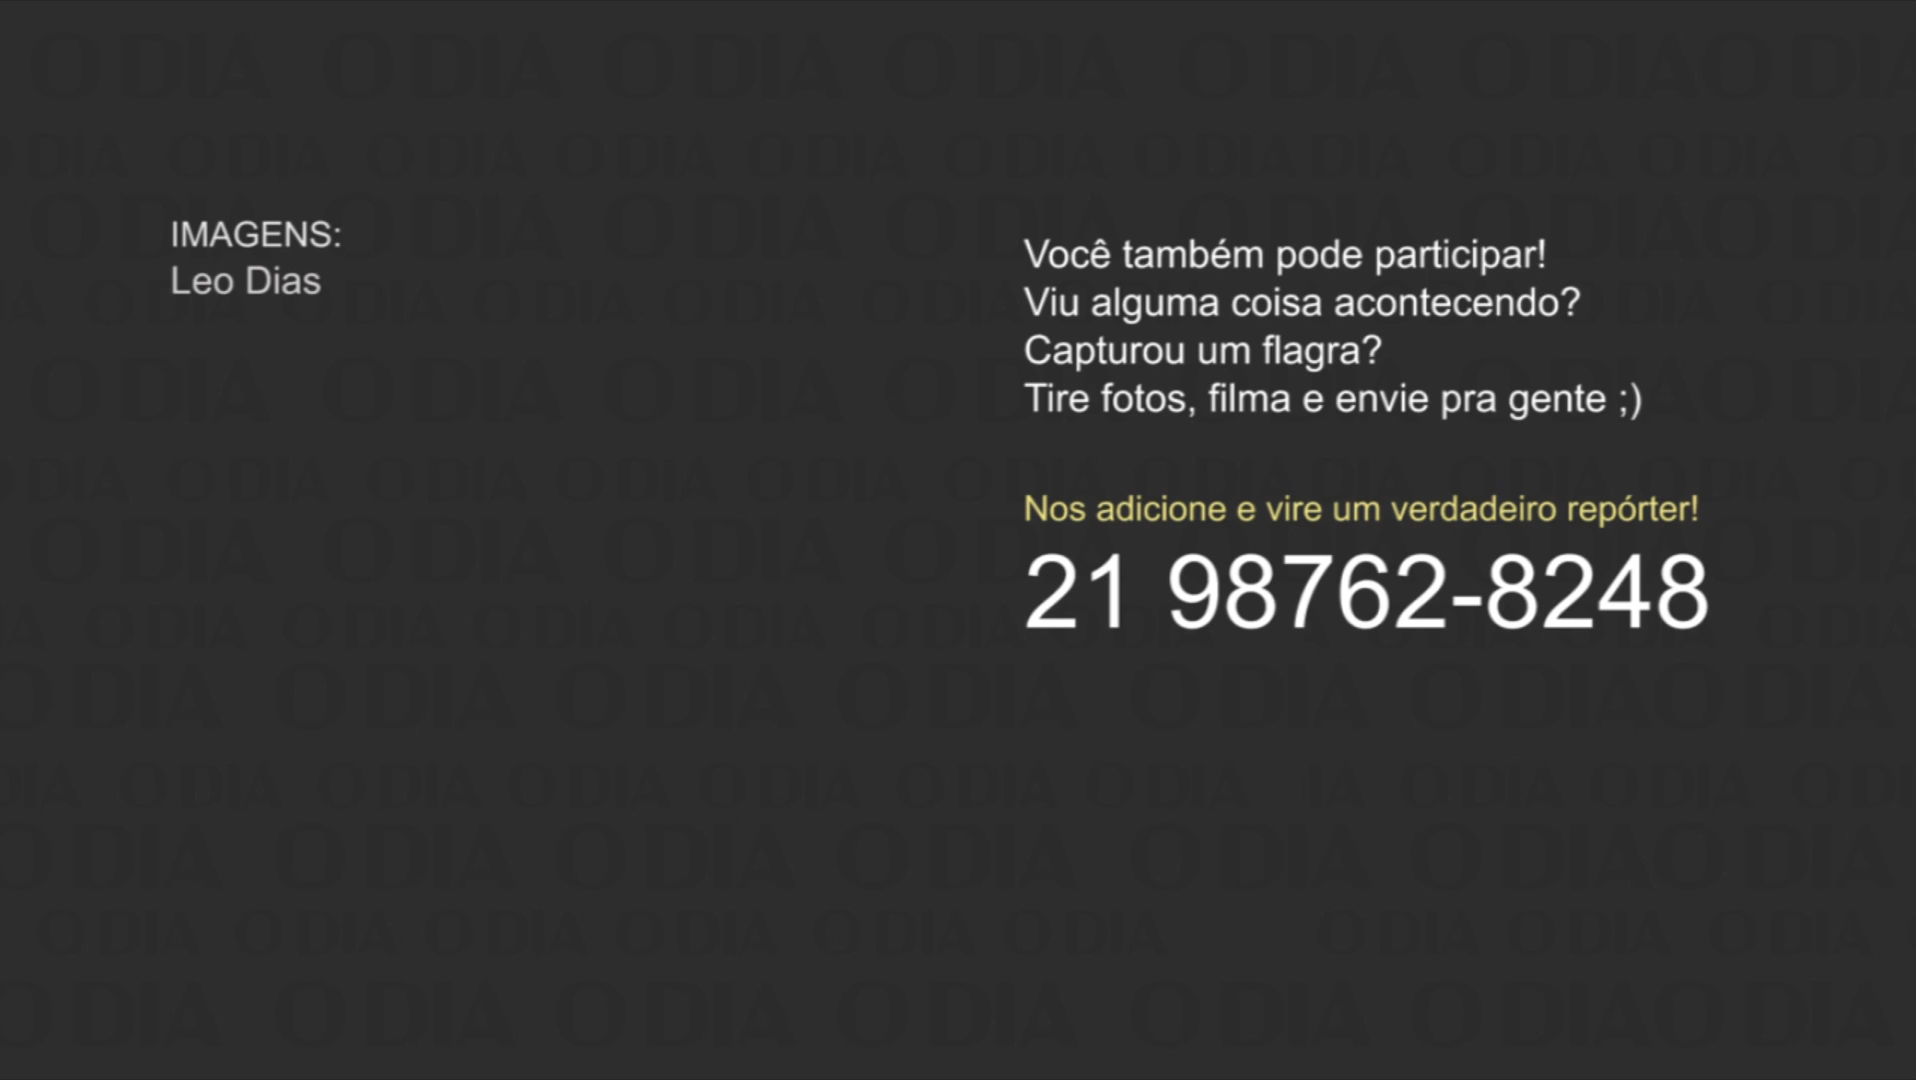 IMAGENS:
Leo Dias
Você também pode participar!
Viu alguma coisa acontecendo?
Capturou um flagra?
Tire fotos, filma e envie pra gente ;)
Nos adicione e vire um verdadeiro repórter!
21 98762-8248